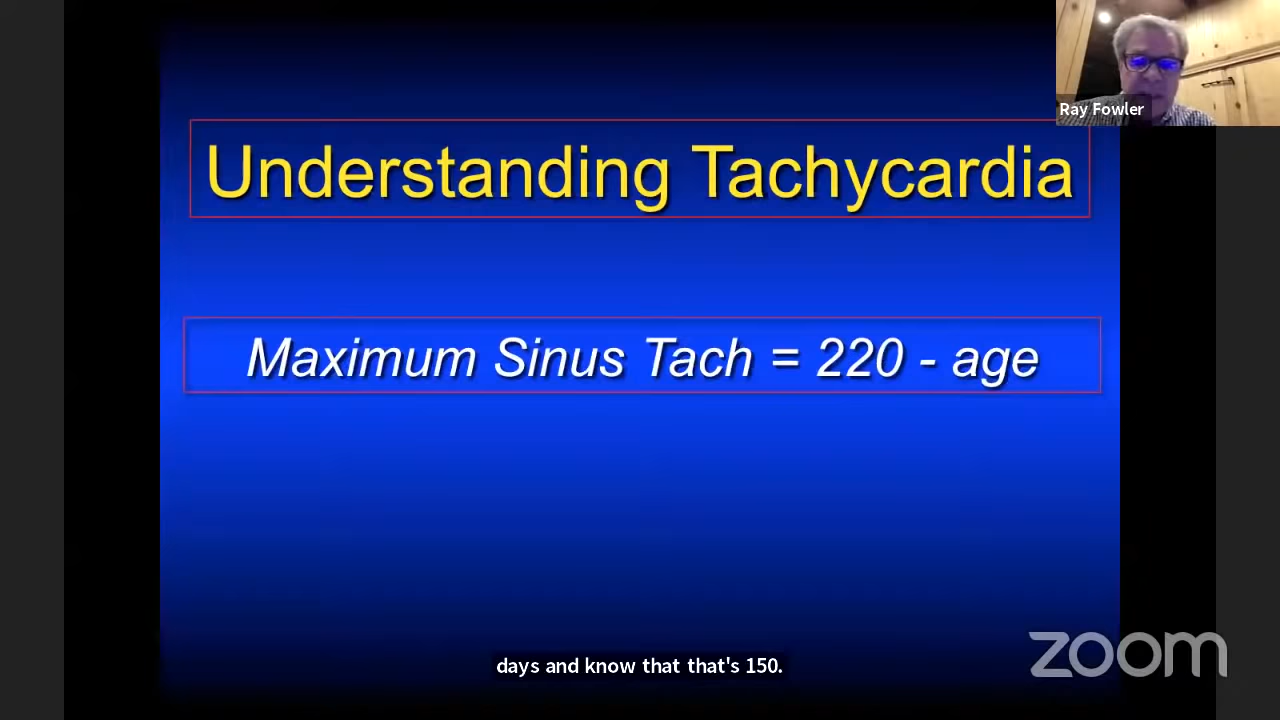 Ray Fowler
Understanding Tachycardia
Maximum Sinus Tach = 220 - age
days and know that that's 150.
zoom